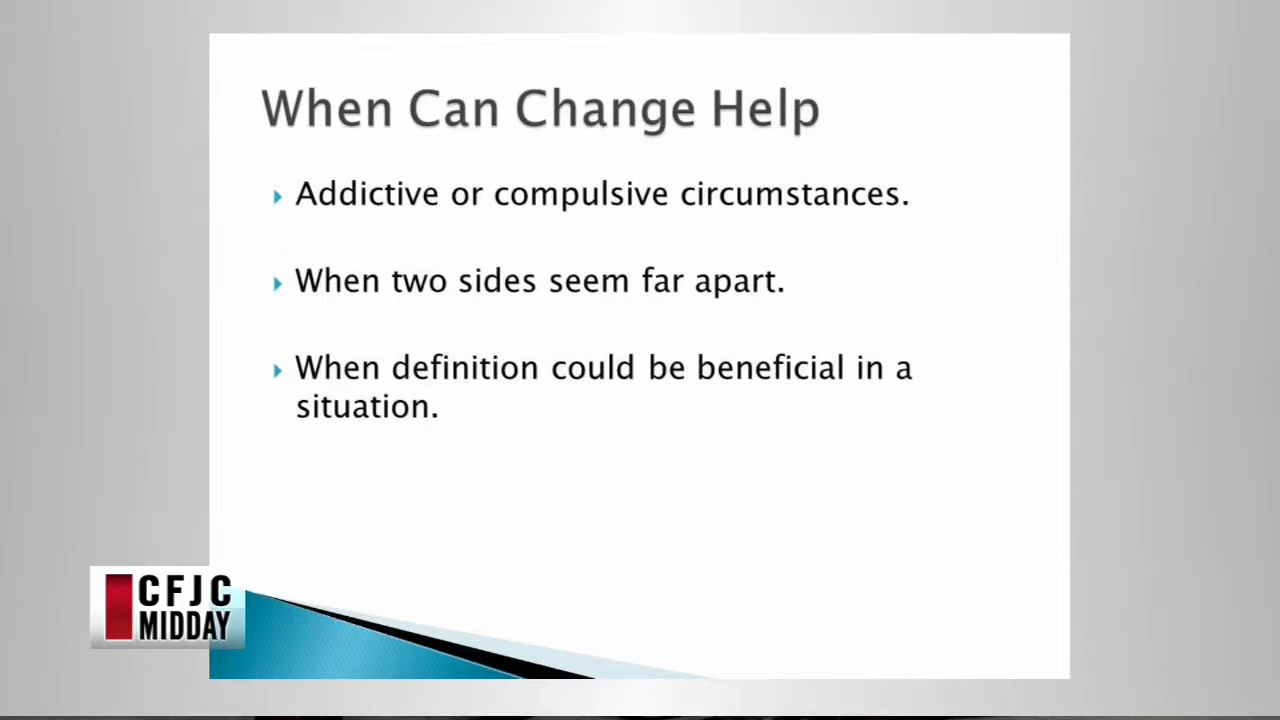 When Can Change Help
Addictive or compulsive circumstances.
When two sides seem far apart.
When definition could be beneficial in a
situation.
CFJC
MIDDAY